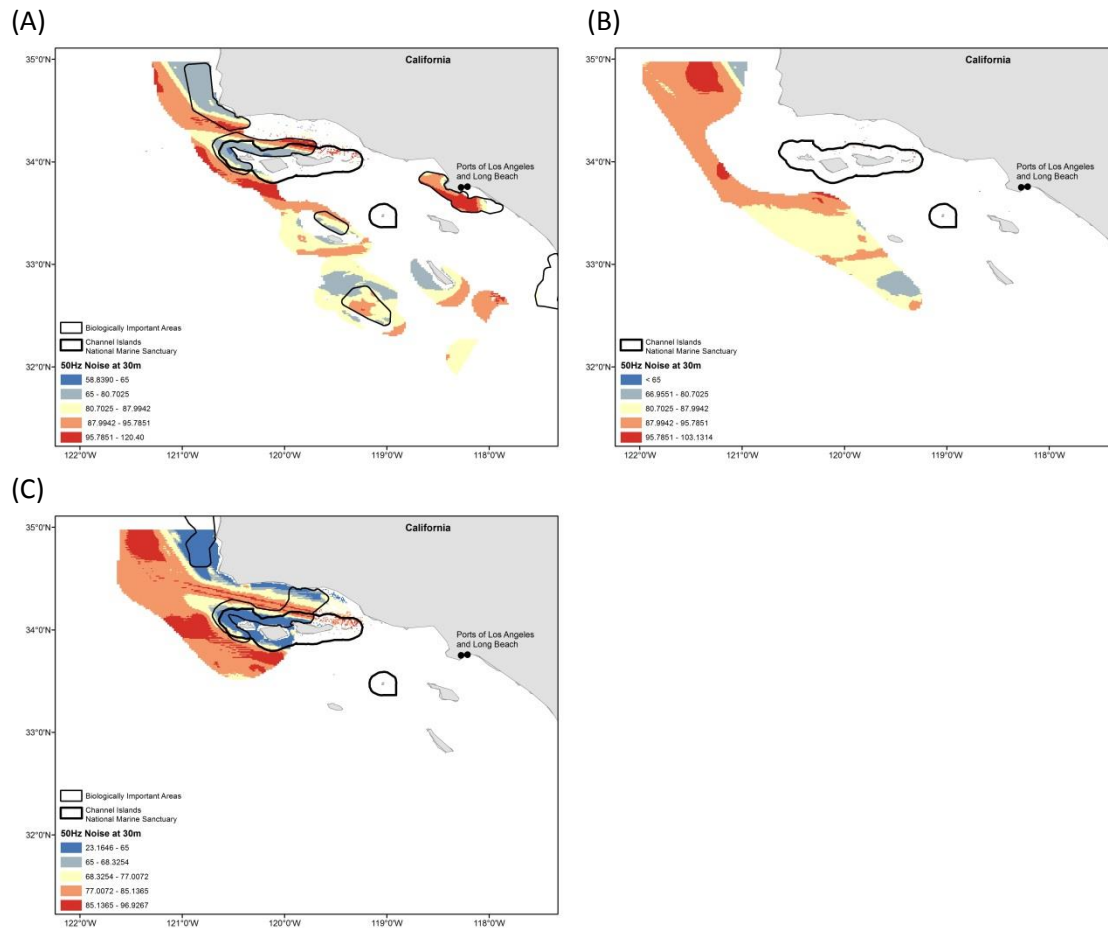 (A)
35°0'N
34°0'N
33°0'N
32°0'N
122°0'W
121°0'W
120°0'W
119°0'W
118°0'W
California
Ports of Los Angeles
and Long Beach
Biologically Important Areas
Channel Islands
National Marine Sanctuary
50Hz Noise at 30m
58.8390 - 65
65 - 80.7025
80.7025 - 87.9942
87.9942 - 95.7851
95.7851 - 120.40
(B)
35°0'N
34°0'N
33°0'N
32°0'N
122°0'W
121°0'W
120°0'W
119°0'W
118°0'W
California
Ports of Los Angeles
and Long Beach
Channel Islands
National Marine Sanctuary
50Hz Noise at 30m
< 65
66.9551 - 80.7025
80.7025 - 87.9942
87.9942 - 95.7851
95.7851 - 103.1314
(C)
35°0'N
34°0'N
33°0'N
32°0'N
122°0'W
121°0'W
120°0'W
119°0'W
118°0'W
California
Ports of Los Angeles
and Long Beach
Biologically Important Areas
Channel Islands
National Marine Sanctuary
50Hz Noise at 30m
23.1646 - 65
65 - 68.3254
68.3254 - 77.0072
77.0072 - 85.1365
85.1365 - 96.9267